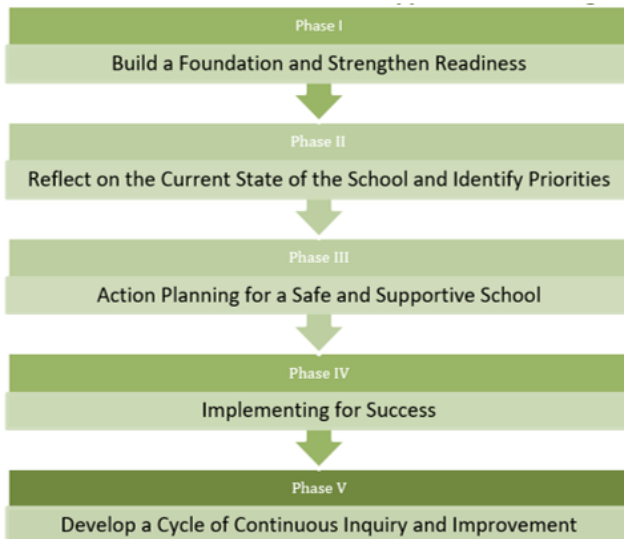 Phase I
Build a Foundation and Strengthen Readiness
Phase II
Reflect on the Current State of the School and Identify Priorities
Phase III
Action Planning for a Safe and Supportive School
Phase IV
Implementing for Success
Phase V
Develop a Cycle of Continuous Inquiry and Improvement